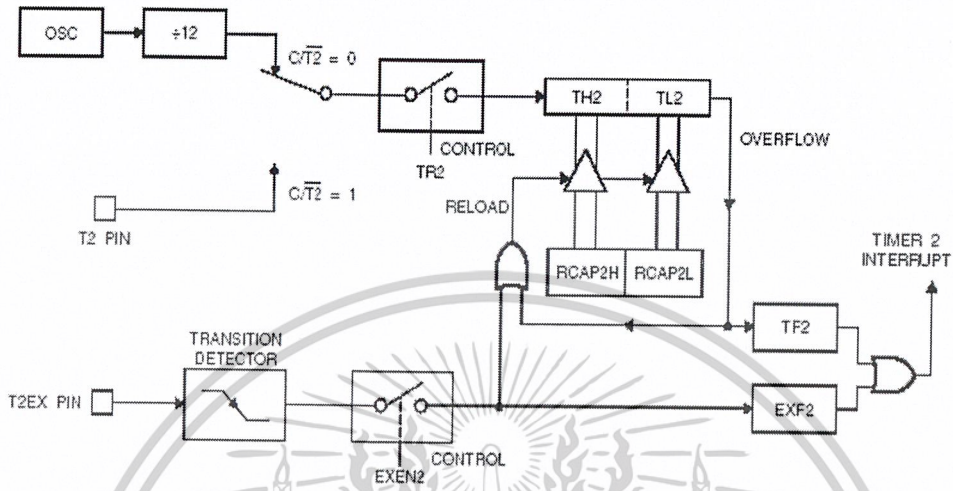 OSC
÷12
C/T2 = 0
TH2
TL2
OVERFLOW
CONTROL
TR2
C/T2 = 1
RELOAD
T2 PIN
RCAP2H
RCAP2L
TIMER 2
INTERRUPT
TF2
TRANSITION
DETECTOR
T2EX PIN
EXF2
CONTROL
EXEN2